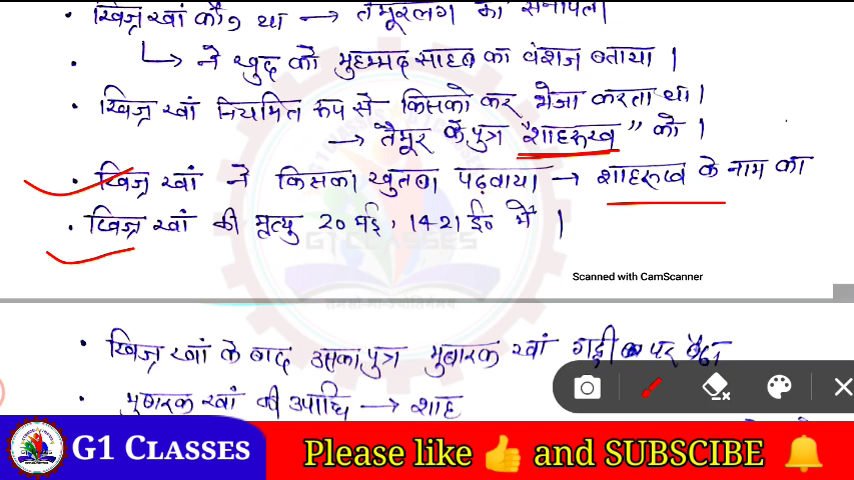 • खिज्र खां कौन था → तैमूरलंग का सेनापति।
↳ ने खुद को मुहम्मद साहब का वंशज बताया।
• खिज्र खां नियमित रूप से किसको कर भेजा करता था।
→ तैमूर के पुत्र "शाहरूख" को।
• खिज्र खां ने किसका खुतबा पढ़वाया → शाहरूख के नाम का
• खिज्र खां की मृत्यु 20 मई, 1421 ई० में।
Scanned with CamScanner
• खिज्र खां के बाद उसका पुत्र मुबारक खां गद्दी पर बैठा
• मुबारक खां की उपाधि → शाह
G1 CLASSES Please like 👍 and SUBSCRIBE 🔔